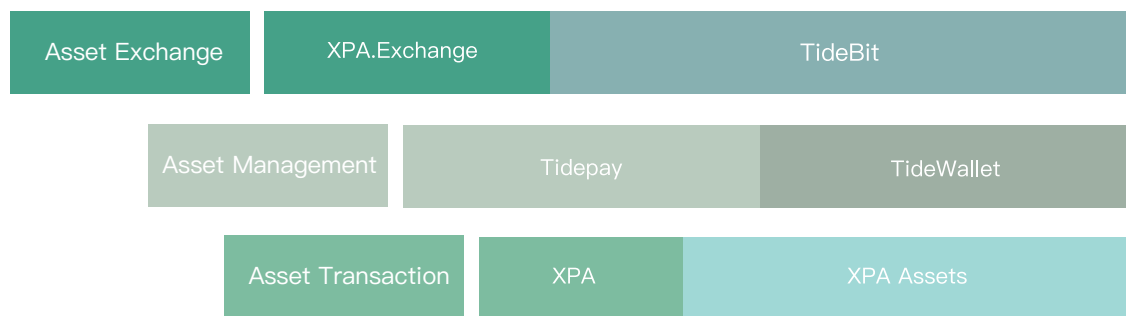 Asset Exchange
XPA.Exchange
TideBit
Asset Management
Tidepay
TideWallet
Asset Transaction
XPA
XPA Assets